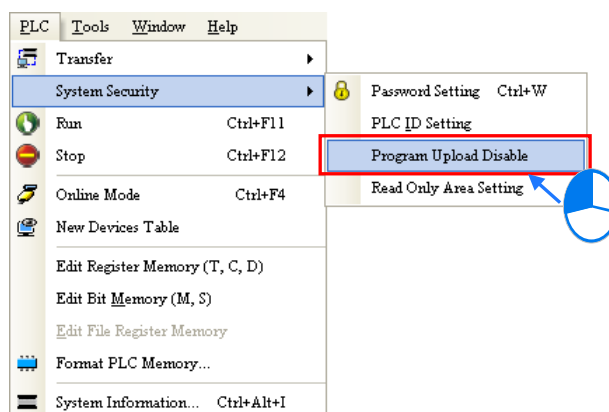 PLC Tools Window Help
Transfer
System Security
Run Ctrl+F11
Stop Ctrl+F12
Online Mode Ctrl+F4
New Devices Table
Edit Register Memory (T, C, D)
Edit Bit Memory (M, S)
Edit File Register Memory
Format PLC Memory...
System Information... Ctrl+Alt+I
Password Setting Ctrl+W
PLC ID Setting
Program Upload Disable
Read Only Area Setting